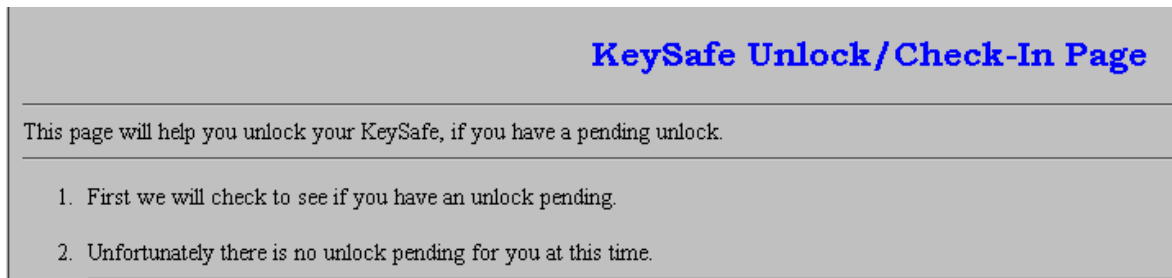 KeySafe Unlock/Check-In Page
This page will help you unlock your KeySafe, if you have a pending unlock.
1. First we will check to see if you have an unlock pending.
2. Unfortunately there is no unlock pending for you at this time.